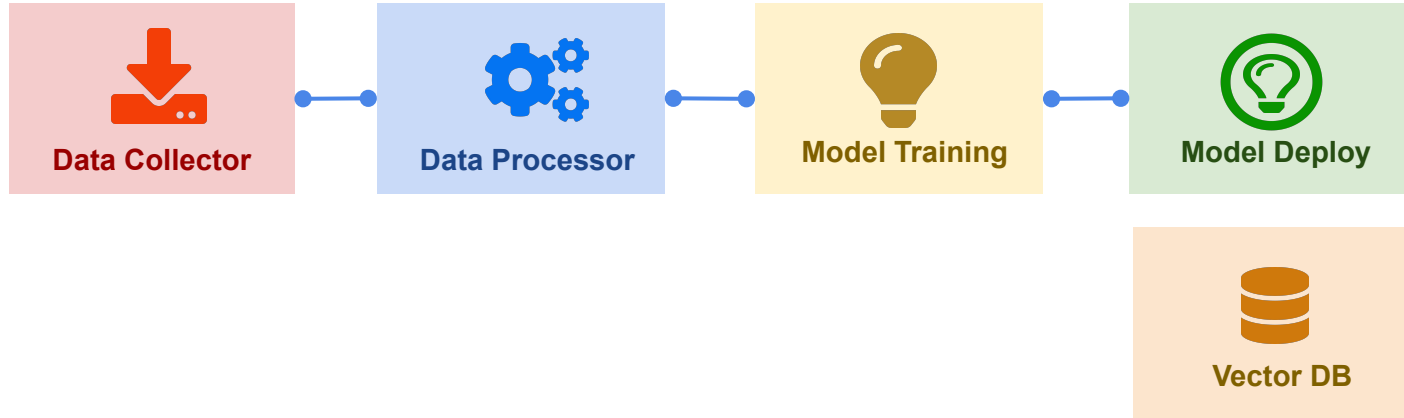 Data Collector
Data Processor
Model Training
Model Deploy
Vector DB